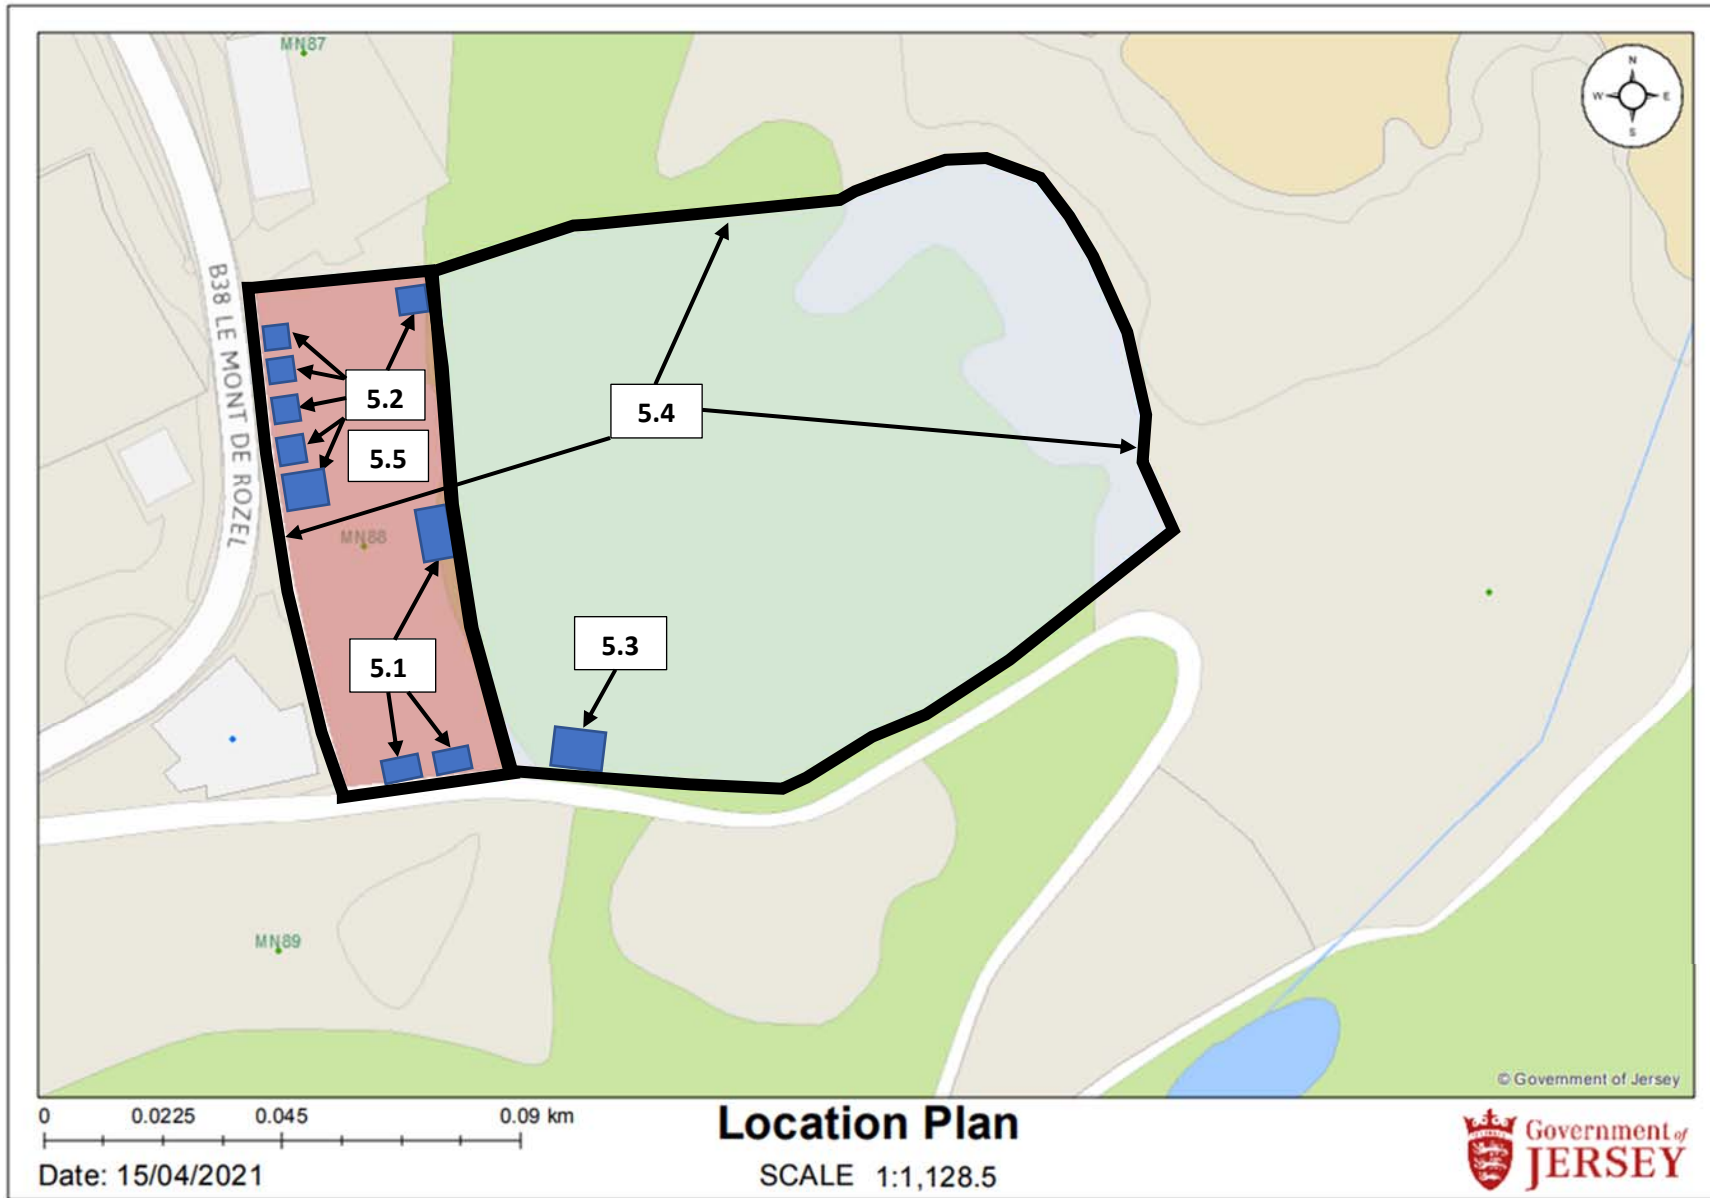 MN87
N
W E
S
B38 LE MONT DE ROZEL
5.2
5.4
5.5
MN88
5.3
5.1
MN89
© Government of Jersey
0 0.0225 0.045 0.09 km
Location Plan
Date: 15/04/2021
SCALE 1:1,128.5
Government of
JERSEY